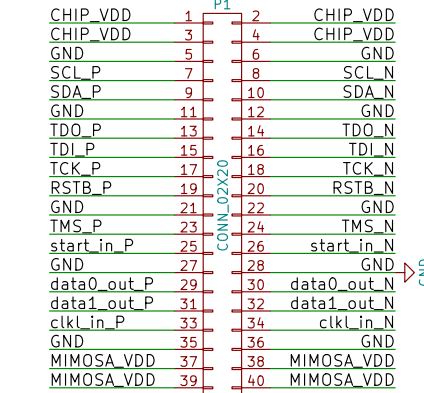 P1
CHIP_VDD 1 2 CHIP_VDD
CHIP_VDD 3 4 CHIP_VDD
GND 5 6 GND
SCL_P 7 8 SCL_N
SDA_P 9 10 SDA_N
GND 11 12 GND
TDO_P 13 14 TDO_N
TDI_P 15 16 TDI_N
TCK_P 17 18 TCK_N
RSTB_P 19 20 RSTB_N
GND 21 22 GND
TMS_P 23 24 TMS_N
start_in_P 25 26 start_in_N
GND 27 28 GND
data0_out_P 29 30 data0_out_N
data1_out_P 31 32 data1_out_N
clkl_in_P 33 34 clkl_in_N
GND 35 36 GND
MIMOSA_VDD 37 38 MIMOSA_VDD
MIMOSA_VDD 39 40 MIMOSA_VDD
CONN_02X20
GND